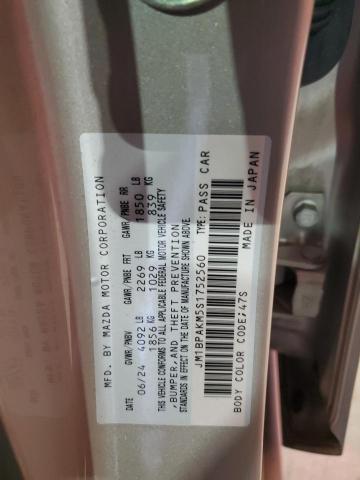 MFD. BY MAZDA MOTOR CORPORATION
DATE GVWR/PNBV GAWR/PNBE FRT GAWR/PNBE RR
06/24 4092 LB 2269 LB 1850 LB
1856 KG 1029 KG 839 KG
THIS VEHICLE CONFORMS TO ALL APPLICABLE FEDERAL MOTOR VEHICLE SAFETY
,BUMPER,AND THEFT PREVENTION
STANDARDS IN EFFECT ON THE DATE OF MANUFACTURE SHOWN ABOVE.
JM1BPAKM5S1752560 TYPE: PASS CAR
BODY COLOR CODE;47S MADE IN JAPAN